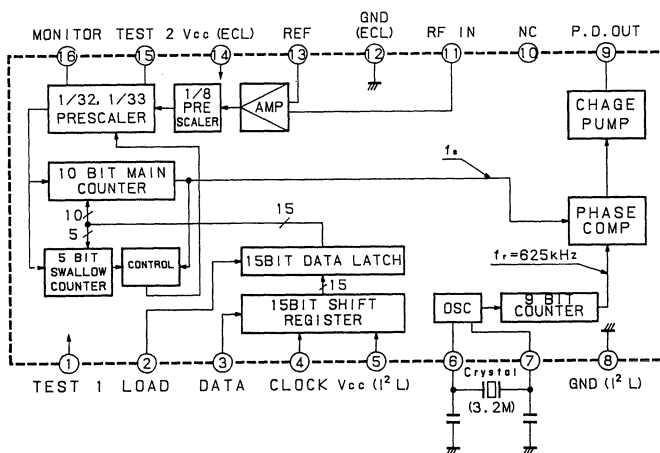 MONITOR TEST 2 Vcc (ECL) REF GND (ECL) RF IN NC P.D.OUT
16 15 14 13 12 11 10 9
1/32, 1/33 PRESCALER
1/8 PRE SCALER
AMP
CHAGE PUMP
10 BIT MAIN COUNTER
fs
10
5
15
PHASE COMP
5 BIT SWALLOW COUNTER
CONTROL
15BIT DATA LATCH
fr=625kHz
15
15BIT SHIFT REGISTER
OSC
9 BIT COUNTER
1 2 3 4 5 6 7 8
TEST 1 LOAD DATA CLOCK Vcc (I² L) Crystal GND (I² L)
(3.2M)